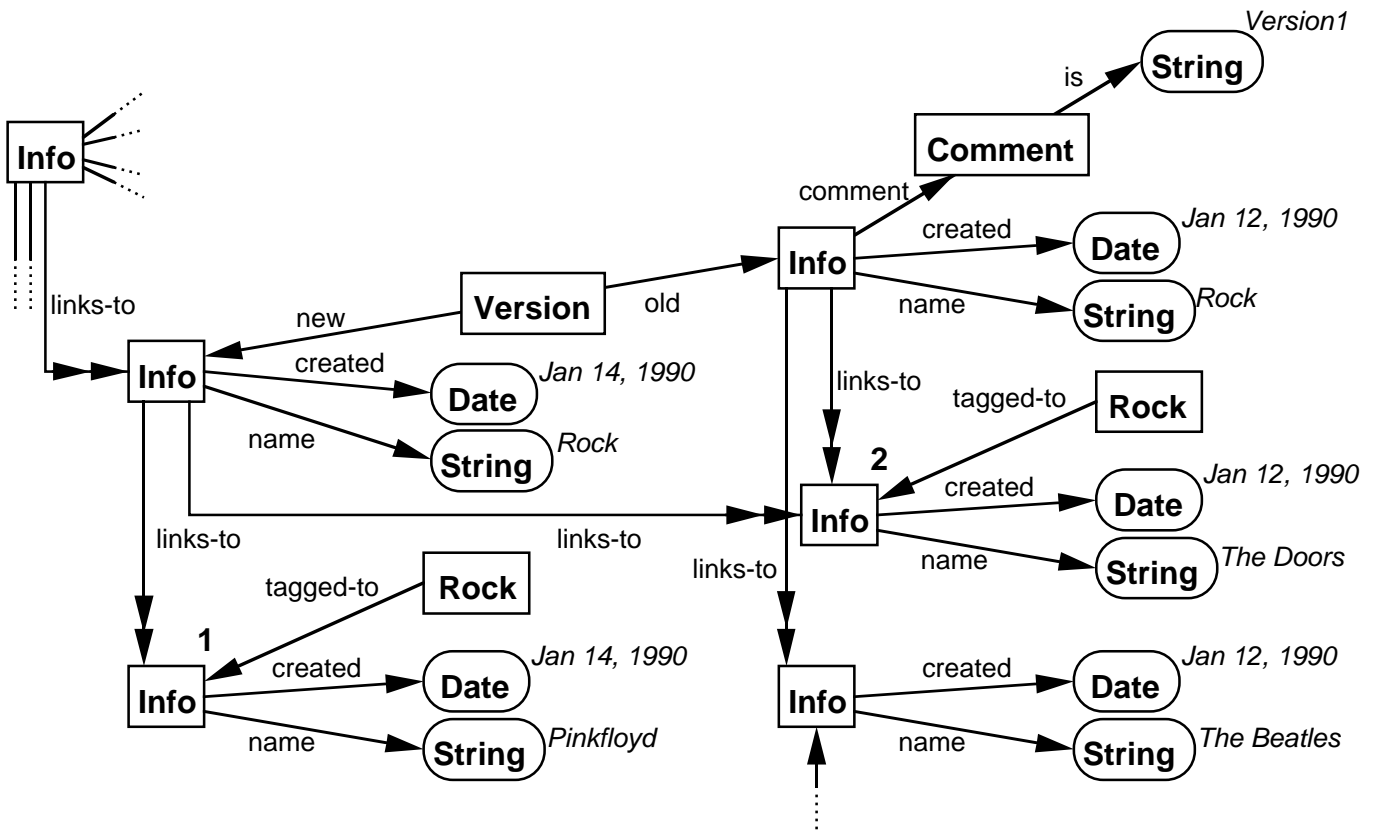 Version1
String
is
Info
Comment
comment
Jan 12, 1990
created
Date
Info
links-to
Version
old
name
Rock
String
new
Info
created
Jan 14, 1990
Date
links-to
tagged-to
Rock
name
Rock
String
2
Jan 12, 1990
created
Date
Info
links-to
links-to
links-to
name
The Doors
String
tagged-to
Rock
1
Jan 14, 1990
created
Date
Info
name
Pinkfloyd
String
Jan 12, 1990
created
Date
Info
name
The Beatles
String